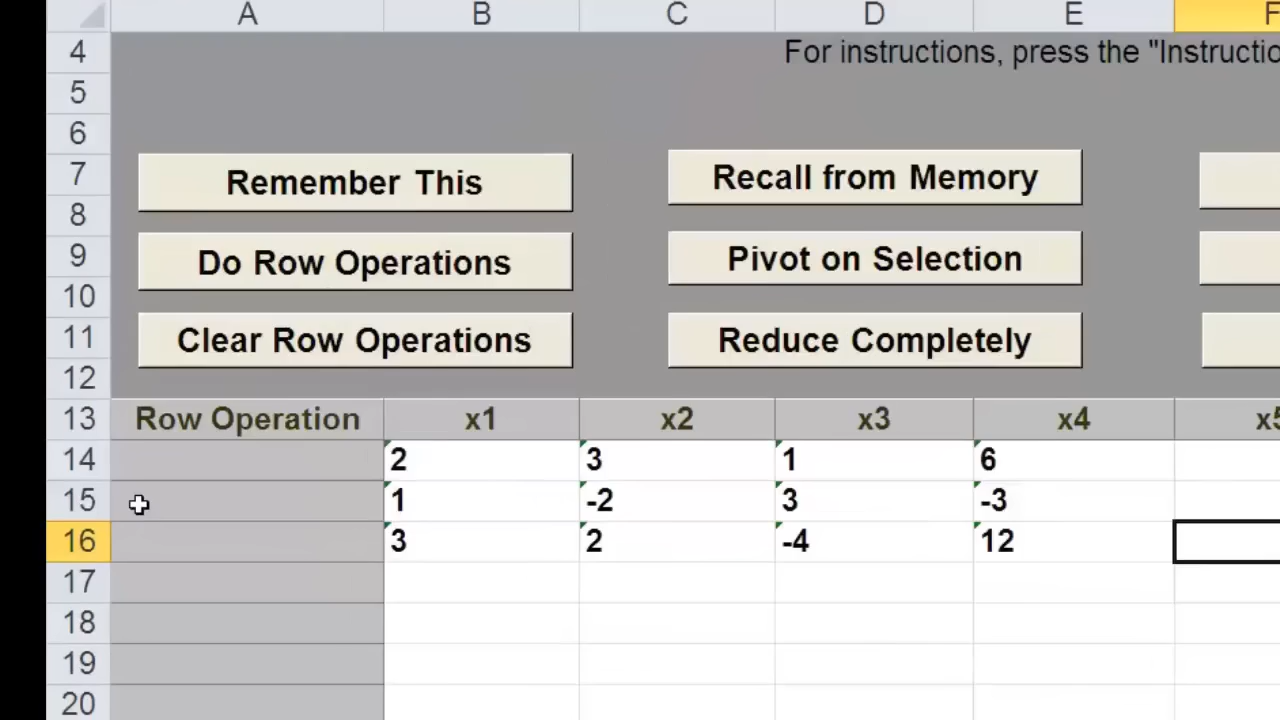 A B C D E F
4 For instructions, press the "Instructio
5
6
7 Remember This Recall from Memory
8
9 Do Row Operations Pivot on Selection
10
11 Clear Row Operations Reduce Completely
12
13 Row Operation x1 x2 x3 x4 x5
14 2 3 1 6
15 1 -2 3 -3
16 3 2 -4 12
17
18
19
20